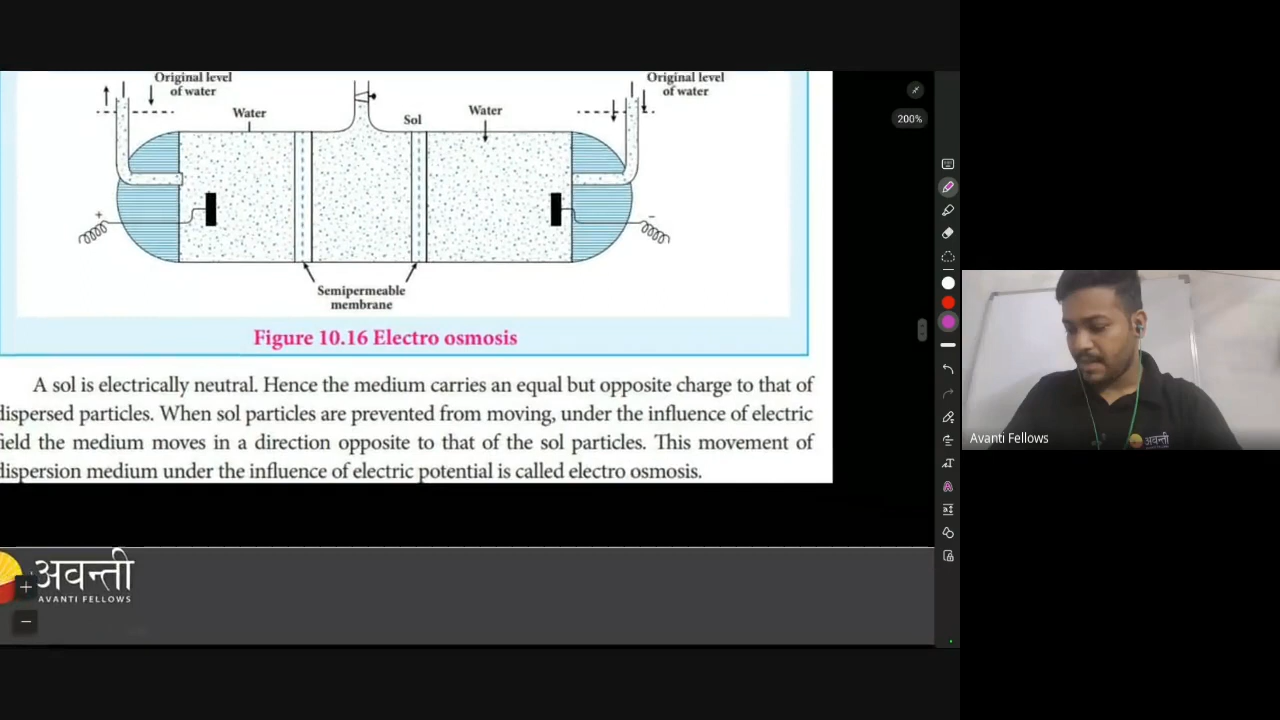 Original level
of water
Original level
of water
200%
Water
Sol
Water
+
−
Semipermeable
membrane
Figure 10.16 Electro osmosis
A sol is electrically neutral. Hence the medium carries an equal but opposite charge to that of
dispersed particles. When sol particles are prevented from moving, under the influence of electric
field the medium moves in a direction opposite to that of the sol particles. This movement of
dispersion medium under the influence of electric potential is called electro osmosis.
Avanti Fellows
अवन्ती
अवन्ती
AVANTI FELLOWS